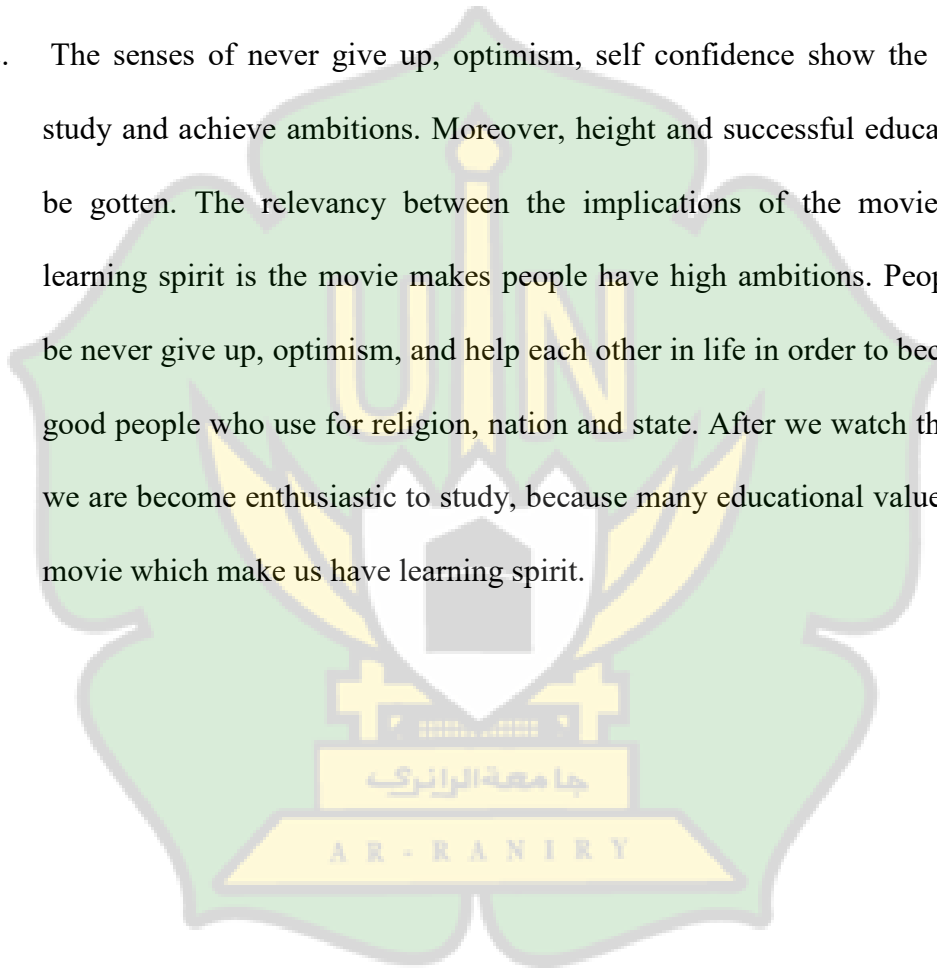 . The senses of never give up, optimism, self confidence show the
study and achieve ambitions. Moreover, height and successful educa
be gotten. The relevancy between the implications of the movie
learning spirit is the movie makes people have high ambitions. Peop
be never give up, optimism, and help each other in life in order to bec
good people who use for religion, nation and state. After we watch th
we are become enthusiastic to study, because many educational value
movie which make us have learning spirit.
UIN
جامعة الرانري
AR-RANIRY